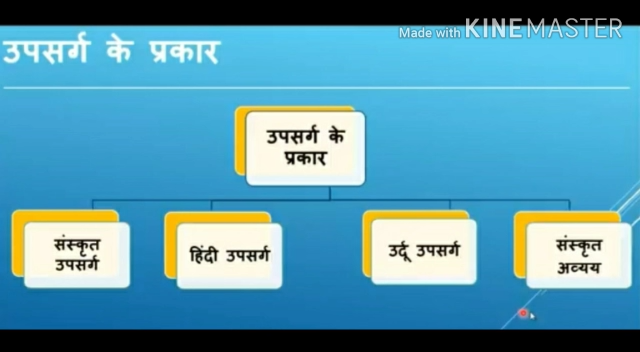 Made with KINEMASTER
उपसर्ग के प्रकार
उपसर्ग के
प्रकार
संस्कृत
उपसर्ग
हिंदी उपसर्ग
उर्दू उपसर्ग
संस्कृत
अव्यय